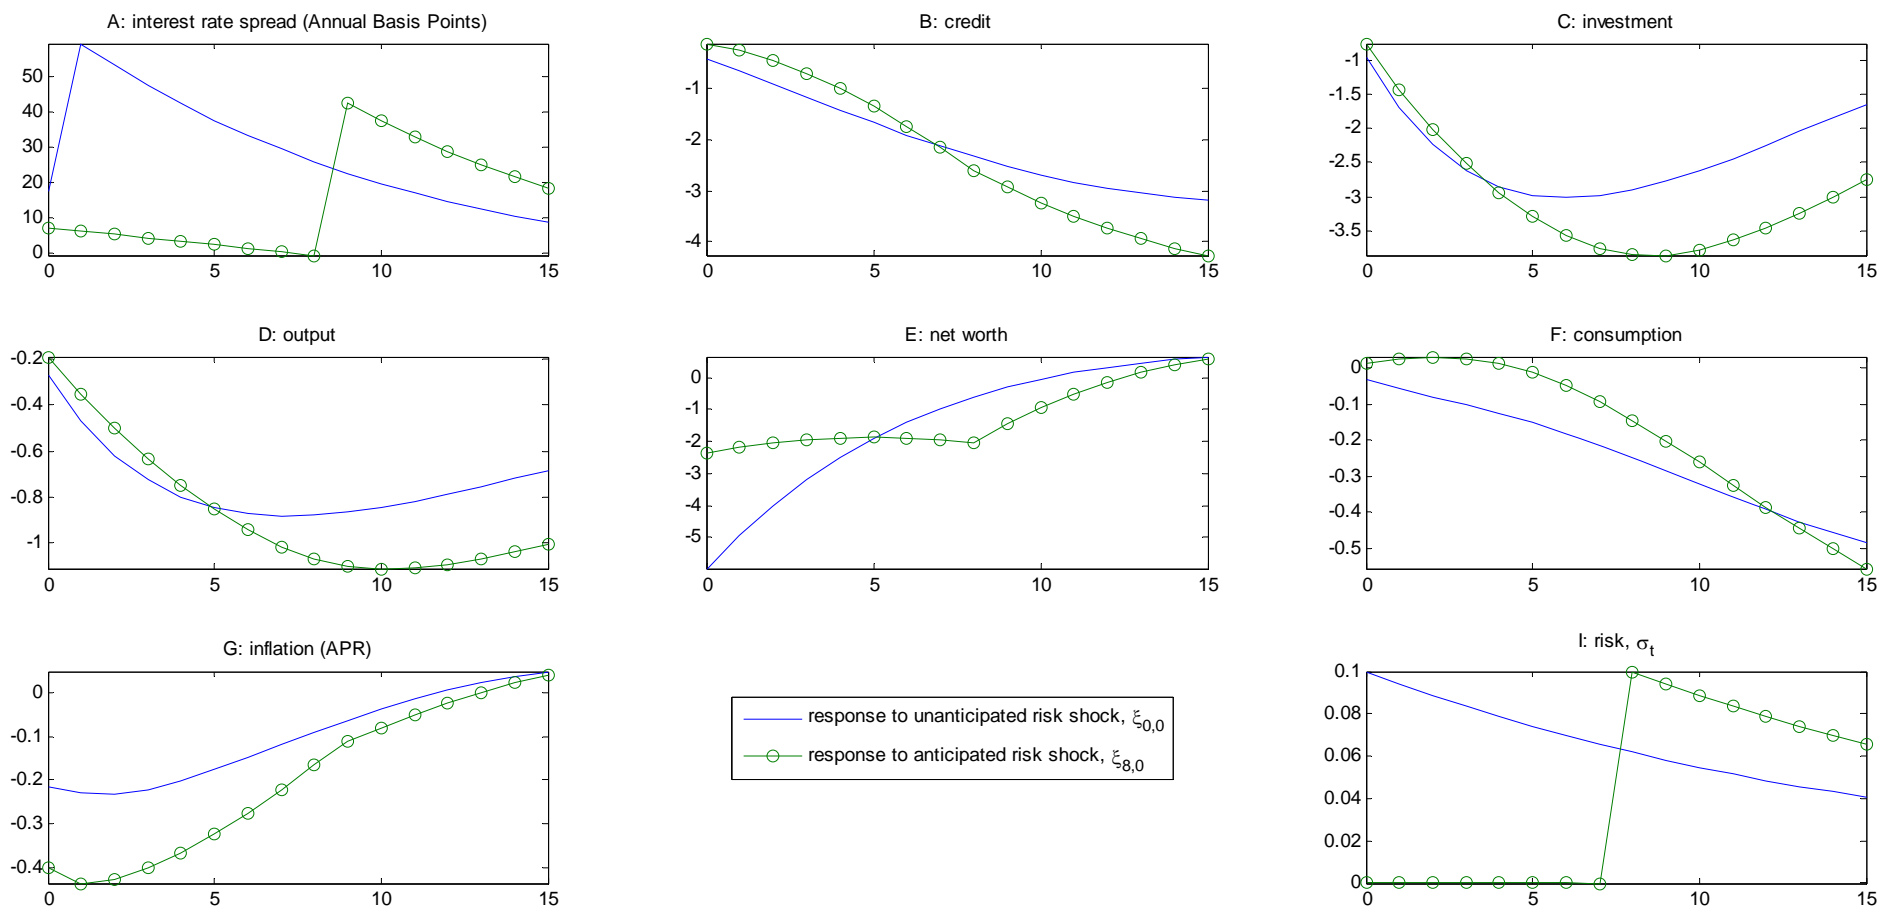 A: interest rate spread (Annual Basis Points)
50
40
30
20
10
0
0 5 10 15
B: credit
-1
-2
-3
-4
0 5 10 15
C: investment
-1
-1.5
-2
-2.5
-3
-3.5
0 5 10 15
D: output
-0.2
-0.4
-0.6
-0.8
-1
0 5 10 15
E: net worth
0
-1
-2
-3
-4
-5
0 5 10 15
F: consumption
0
-0.1
-0.2
-0.3
-0.4
-0.5
0 5 10 15
G: inflation (APR)
0
-0.1
-0.2
-0.3
-0.4
0 5 10 15
response to unanticipated risk shock, ξ0,0
response to anticipated risk shock, ξ8,0
I: risk, σt
0.1
0.08
0.06
0.04
0.02
0
0 5 10 15